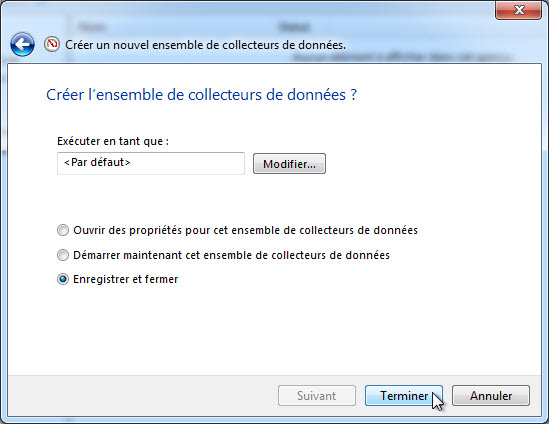 Créer un nouvel ensemble de collecteurs de données.
Créer l'ensemble de collecteurs de données ?
Exécuter en tant que :
<Par défaut>
Modifier...
Ouvrir des propriétés pour cet ensemble de collecteurs de données
Démarrer maintenant cet ensemble de collecteurs de données
Enregistrer et fermer
Suivant
Terminer
Annuler